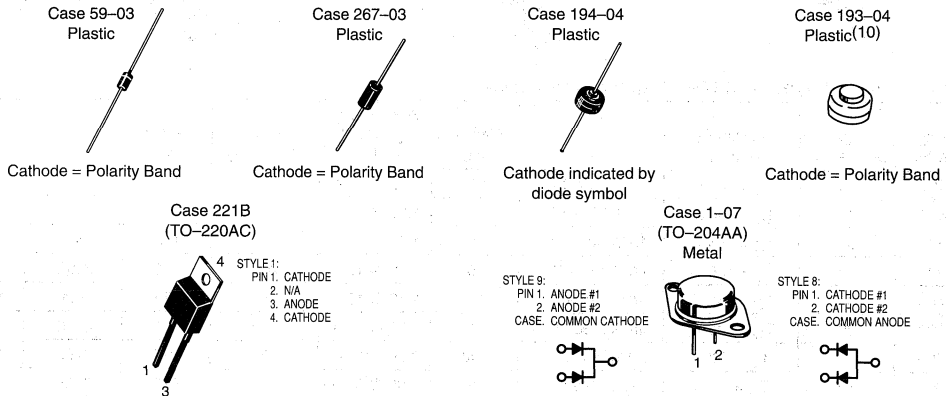 Case 59–03
Plastic
Cathode = Polarity Band
Case 267–03
Plastic
Cathode = Polarity Band
Case 194–04
Plastic
Cathode indicated by
diode symbol
Case 193–04
Plastic(10)
Cathode = Polarity Band
Case 221B
(TO–220AC)
4
STYLE 1:
PIN 1. CATHODE
2. N/A
3. ANODE
4. CATHODE
1
3
Case 1–07
(TO–204AA)
Metal
STYLE 9:
PIN 1. ANODE #1
2. ANODE #2
CASE. COMMON CATHODE
1
2
STYLE 8:
PIN 1. CATHODE #1
2. CATHODE #2
CASE. COMMON ANODE